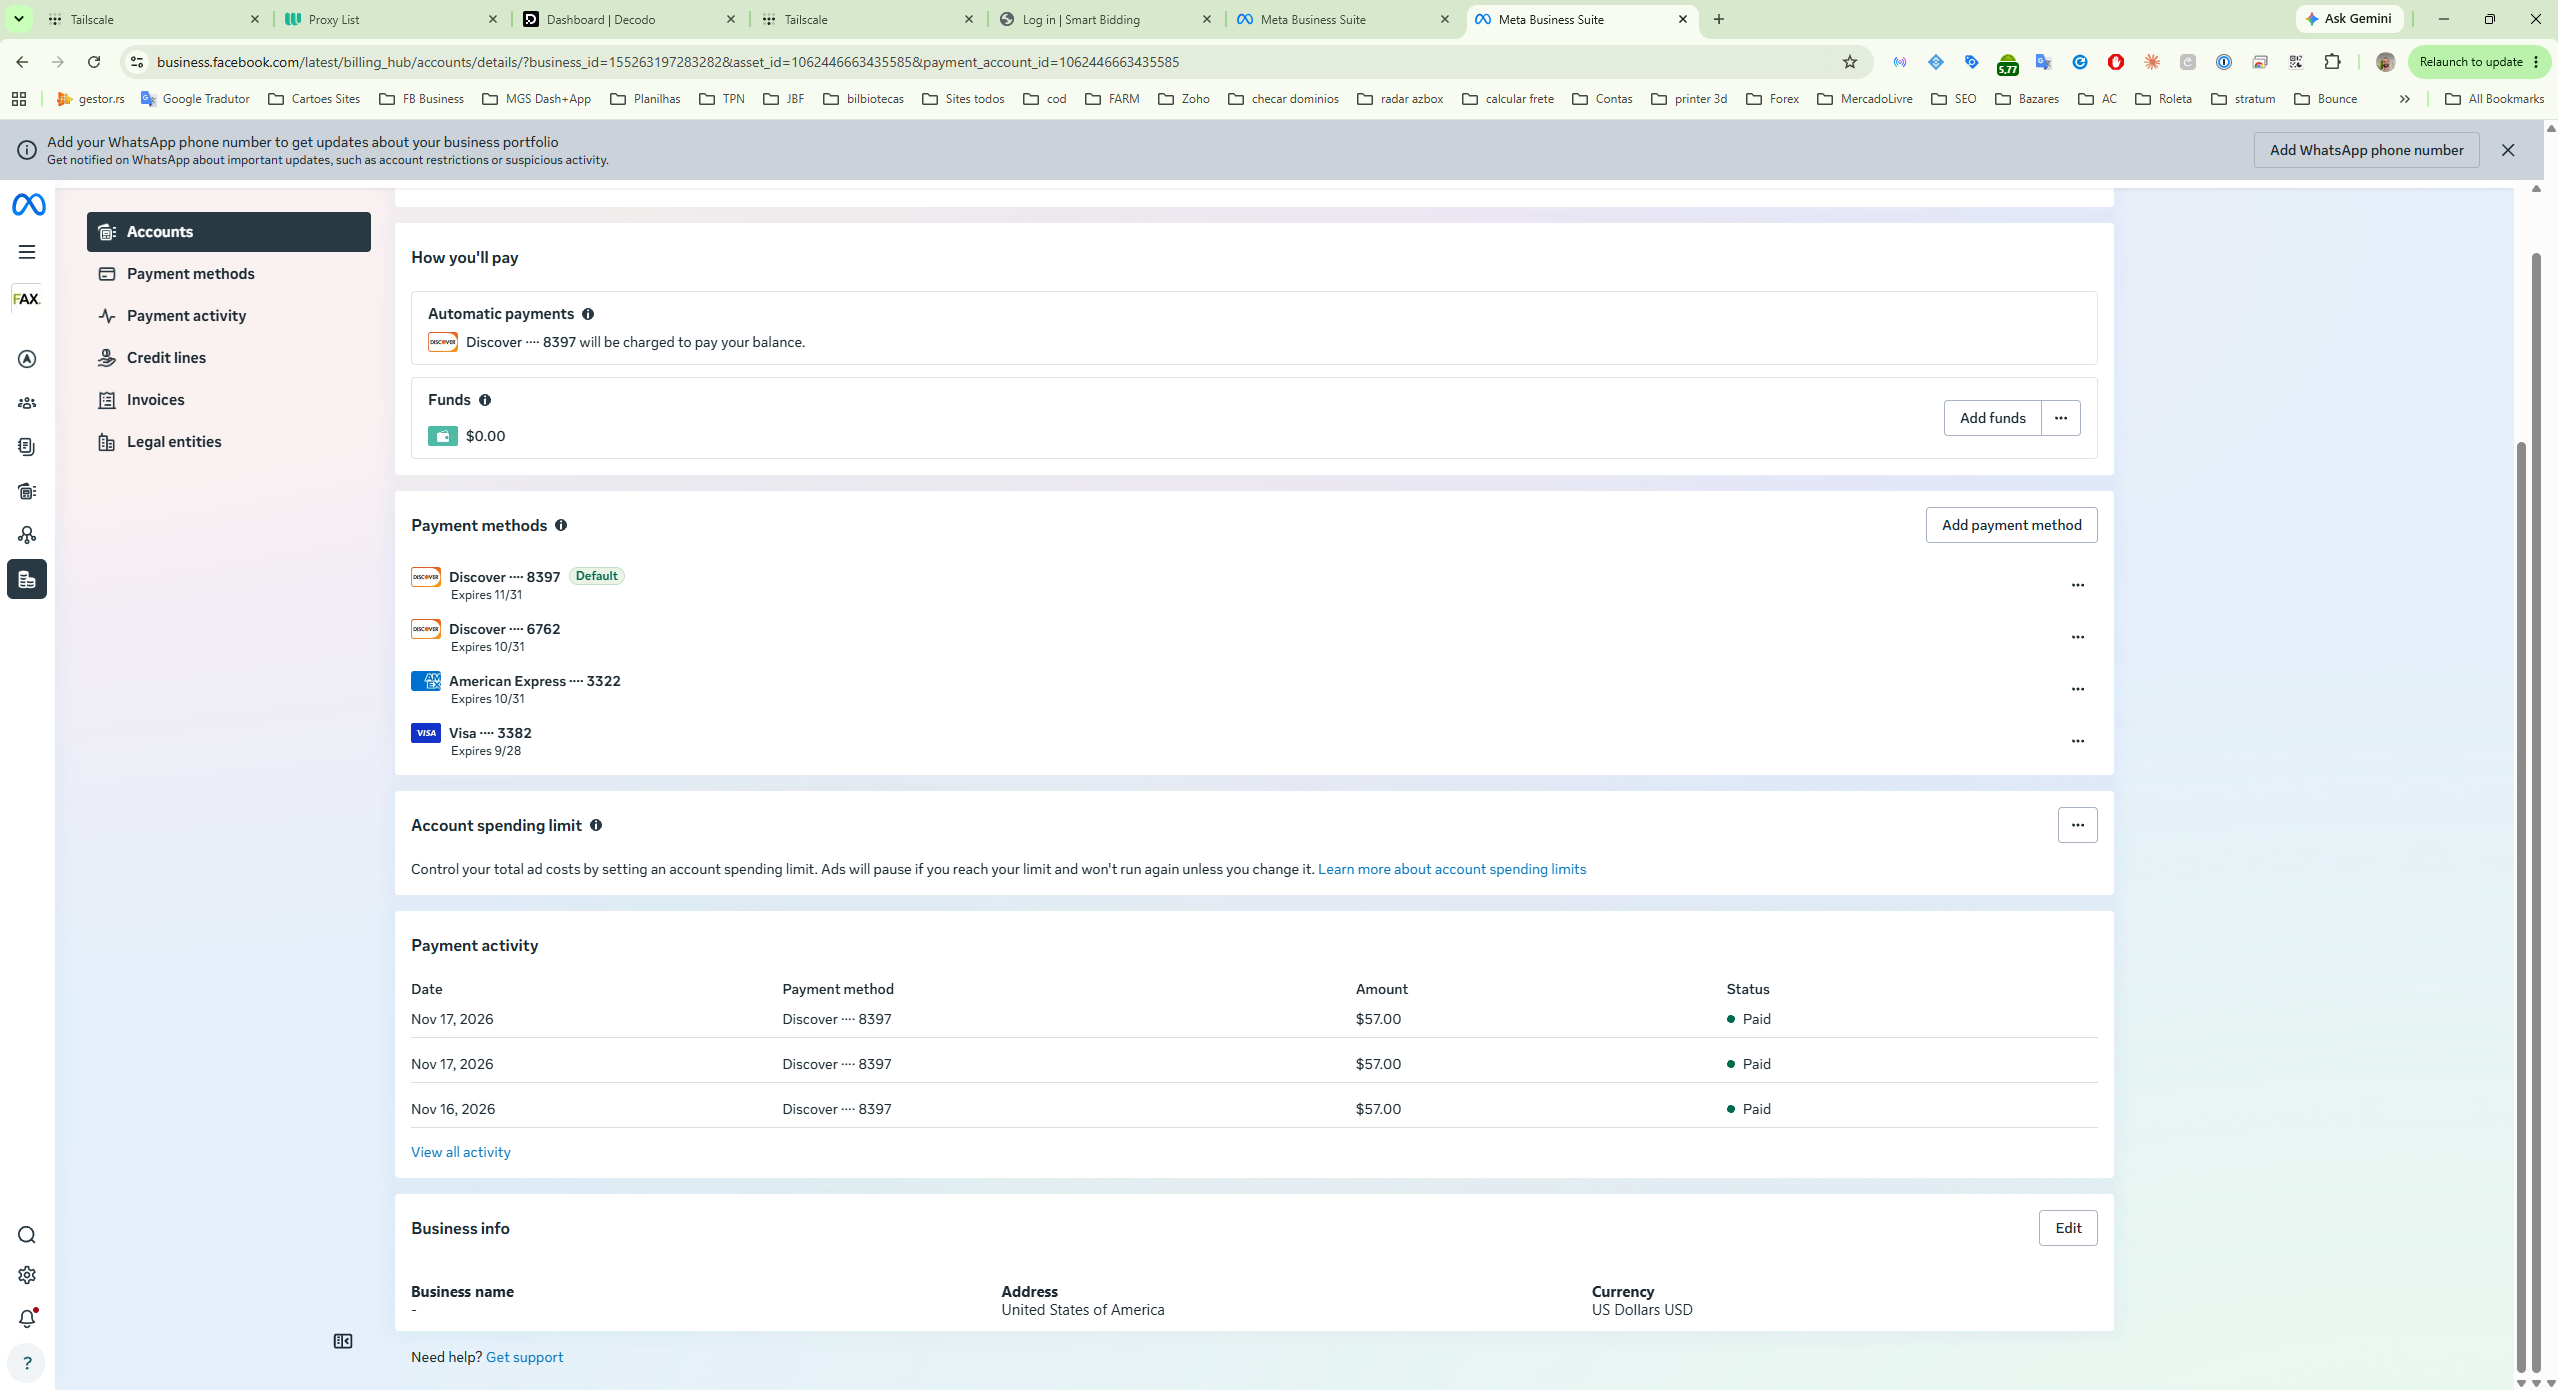 Tailscale
Proxy List
Dashboard | Decodo
Tailscale
Log in | Smart Bidding
Meta Business Suite
Meta Business Suite
Ask Gemini
business.facebook.com/latest/billing_hub/accounts/details/?business_id=1552631972832828&asset_id=1062446663435585&payment_account_id=1062446663435585
5,77
Relaunch to update
gestor.rs
Google Tradutor
Cartoes Sites
FB Business
MGS Dash+App
Planilhas
TPN
JBF
bilbiotecas
Sites todos
cod
FARM
Zoho
checar dominios
radar azbox
calcular frete
Contas
printer 3d
Forex
MercadoLivre
SEO
Bazares
AC
Roleta
stratum
Bounce
All Bookmarks
Add your WhatsApp phone number to get updates about your business portfolio
Get notified on WhatsApp about important updates, such as account restrictions or suspicious activity.
Add WhatsApp phone number
FAX.
Accounts
Payment methods
Payment activity
Credit lines
Invoices
Legal entities
How you'll pay
Automatic payments
DISCOVER Discover ···· 8397 will be charged to pay your balance.
Funds
$0.00
Add funds
Payment methods
Add payment method
DISCOVER Discover ···· 8397 Default
Expires 11/31
DISCOVER Discover ···· 6762
Expires 10/31
AM EX American Express ···· 3322
Expires 10/31
VISA Visa ···· 3382
Expires 9/28
Account spending limit
Control your total ad costs by setting an account spending limit. Ads will pause if you reach your limit and won't run again unless you change it. Learn more about account spending limits
Payment activity
Date Payment method Amount Status
Nov 17, 2026 Discover ···· 8397 $57.00 Paid
Nov 17, 2026 Discover ···· 8397 $57.00 Paid
Nov 16, 2026 Discover ···· 8397 $57.00 Paid
View all activity
Business info
Edit
Business name Address Currency
- United States of America US Dollars USD
Need help? Get support